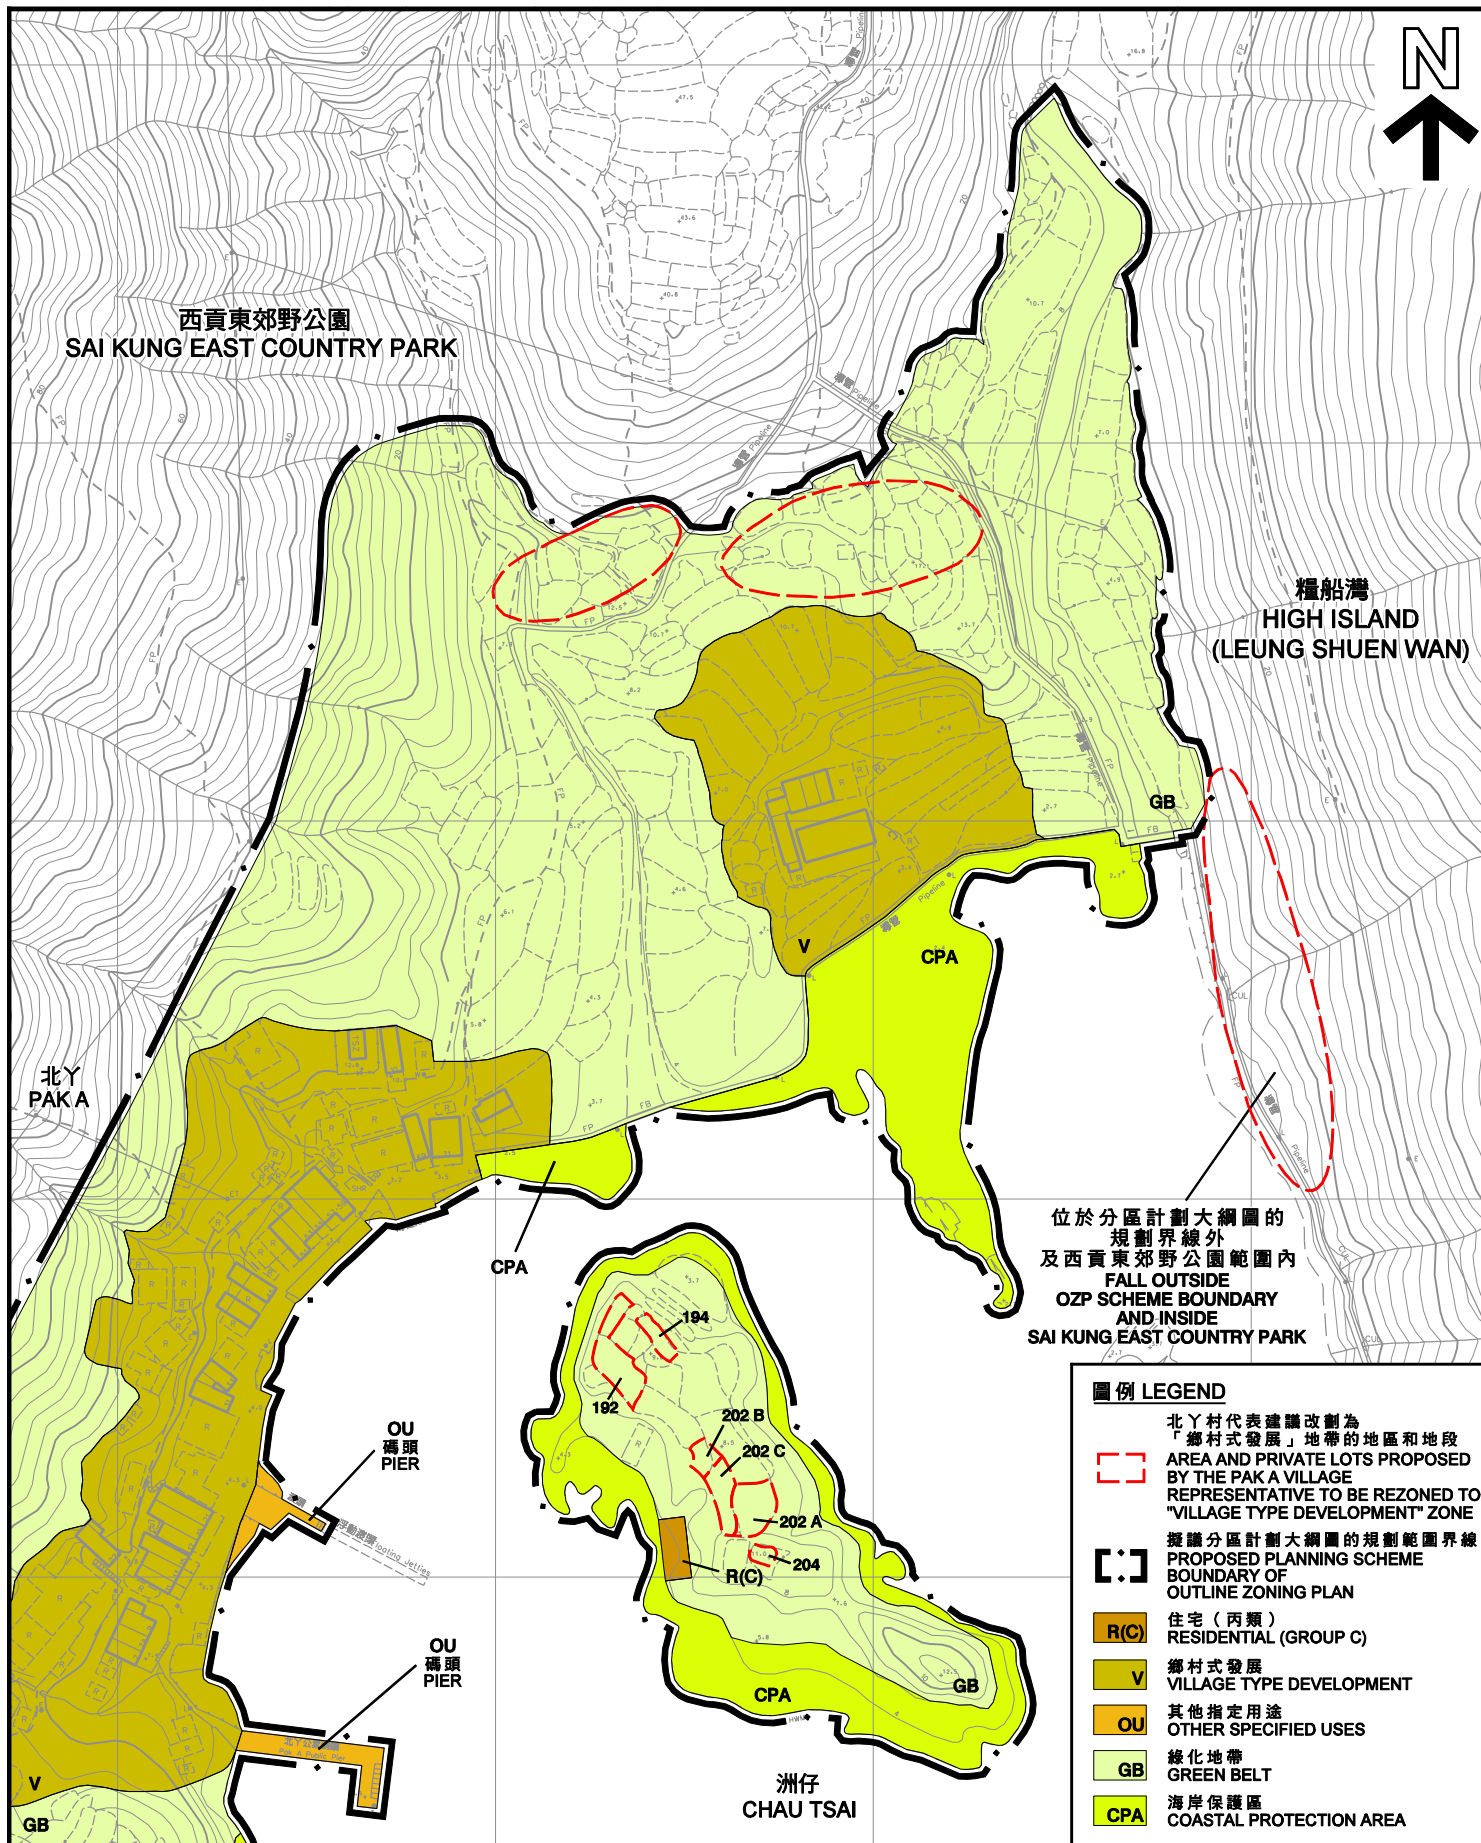 N
西貢東郊野公園
SAI KUNG EAST COUNTRY PARK
糧船灣
HIGH ISLAND
(LEUNG SHUEN WAN)
GB
V
CPA
北丫
PAK A
CPA
位於分區計劃大綱圖的
規劃界線外
及西貢東郊野公園範圍內
FALL OUTSIDE
OZP SCHEME BOUNDARY
AND INSIDE
SAI KUNG EAST COUNTRY PARK
194
192
202 B
202 C
202 A
204
R(C)
OU
碼頭
PIER
OU
碼頭
PIER
Pak A Public Pier
GB
CPA
洲仔
CHAU TSAI
V
GB
圖例 LEGEND
北丫村代表建議改劃為
「鄉村式發展」地帶的地區和地段
AREA AND PRIVATE LOTS PROPOSED
BY THE PAK A VILLAGE
REPRESENTATIVE TO BE REZONED TO
"VILLAGE TYPE DEVELOPMENT" ZONE
擬議分區計劃大綱圖的規劃範圍界線
PROPOSED PLANNING SCHEME
BOUNDARY OF
OUTLINE ZONING PLAN
R(C)
住宅（丙類）
RESIDENTIAL (GROUP C)
V
鄉村式發展
VILLAGE TYPE DEVELOPMENT
OU
其他指定用途
OTHER SPECIFIED USES
GB
綠化地帶
GREEN BELT
CPA
海岸保護區
COASTAL PROTECTION AREA